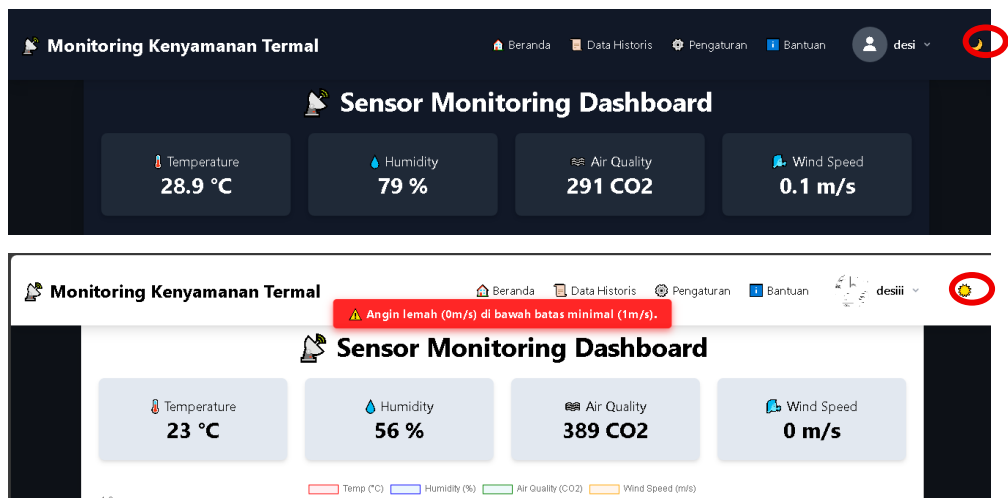 Monitoring Kenyamanan Termal
Beranda Data Historis Pengaturan Bantuan desi
Sensor Monitoring Dashboard
Temperature
28.9 °C
Humidity
79 %
Air Quality
291 CO2
Wind Speed
0.1 m/s
Monitoring Kenyamanan Termal
Beranda Data Historis Pengaturan Bantuan desiii
Angin lemah (0m/s) di bawah batas minimal (1m/s).
Sensor Monitoring Dashboard
Temperature
23 °C
Humidity
56 %
Air Quality
389 CO2
Wind Speed
0 m/s
Temp (°C) Humidity (%) Air Quality (CO2) Wind Speed (m/s)